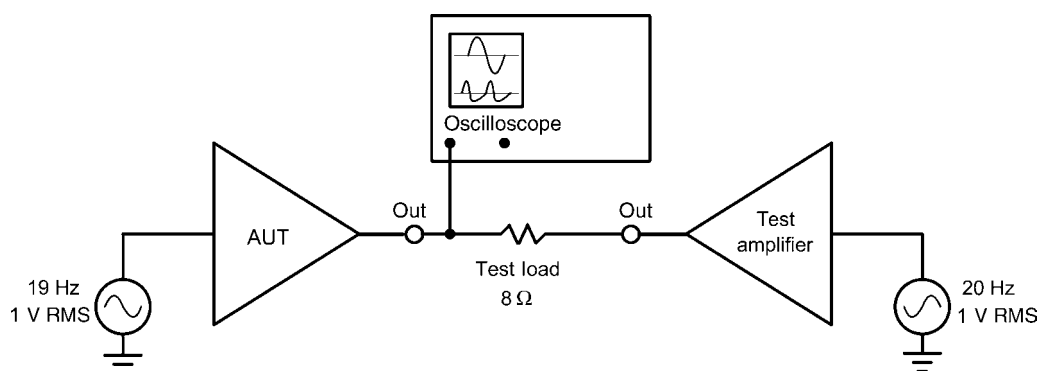 Oscilloscope
Out
Out
AUT
Test
amplifier
Test load
8 Ω
19 Hz
1 V RMS
20 Hz
1 V RMS